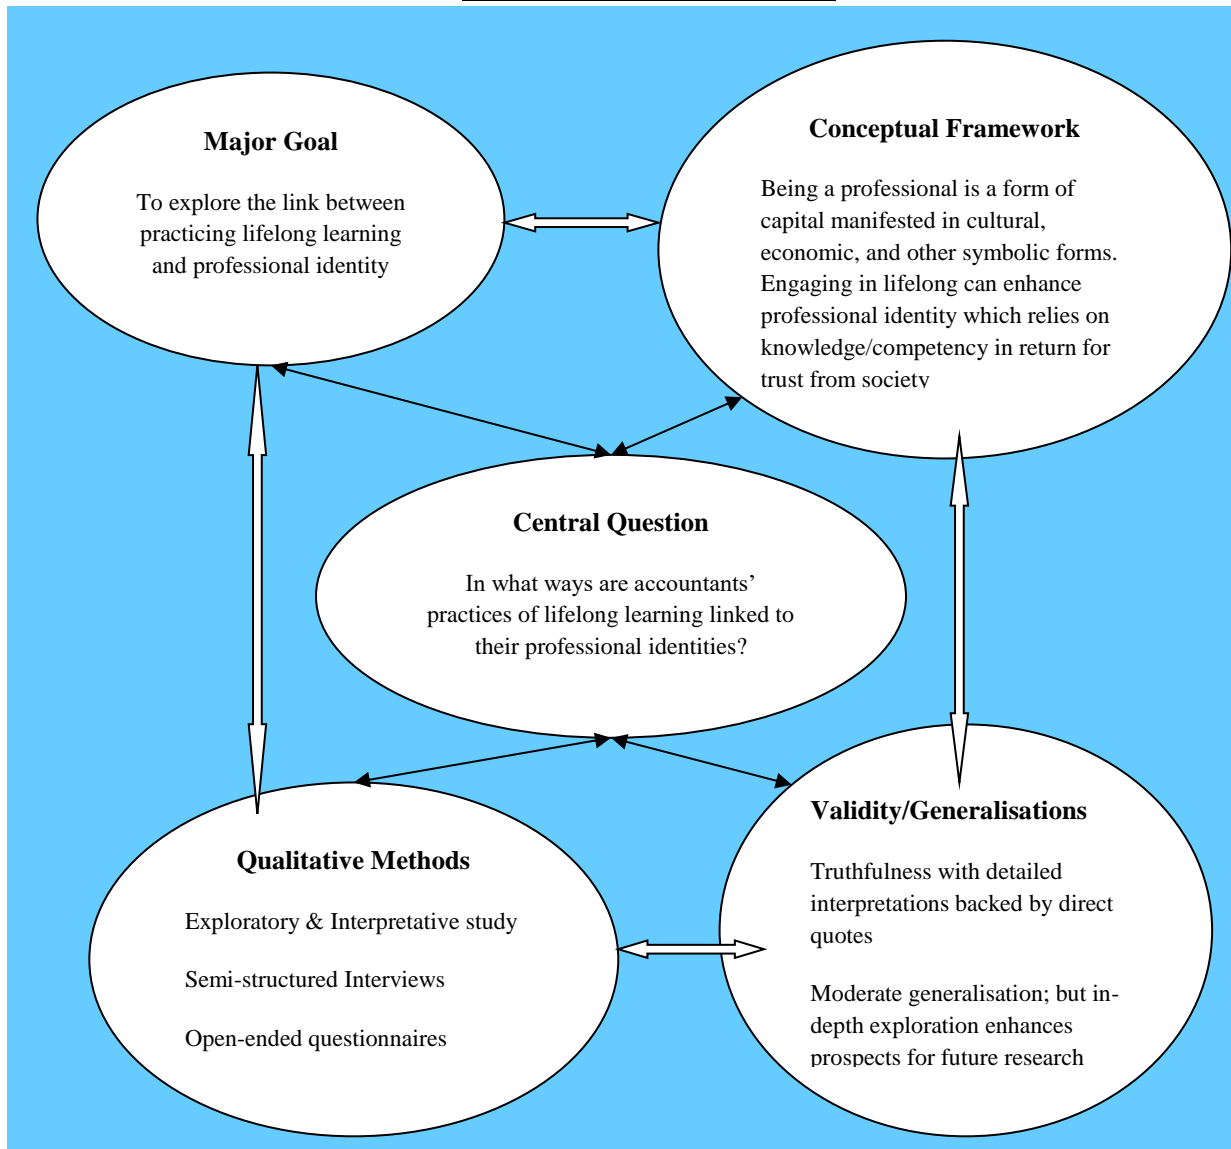 Major Goal
To explore the link between
practicing lifelong learning
and professional identity
Conceptual Framework
Being a professional is a form of
capital manifested in cultural,
economic, and other symbolic forms.
Engaging in lifelong can enhance
professional identity which relies on
knowledge/competency in return for
trust from society
Central Question
In what ways are accountants’
practices of lifelong learning linked to
their professional identities?
Qualitative Methods
Exploratory & Interpretative study
Semi-structured Interviews
Open-ended questionnaires
Validity/Generalisations
Truthfulness with detailed
interpretations backed by direct
quotes
Moderate generalisation; but in-
depth exploration enhances
prospects for future research